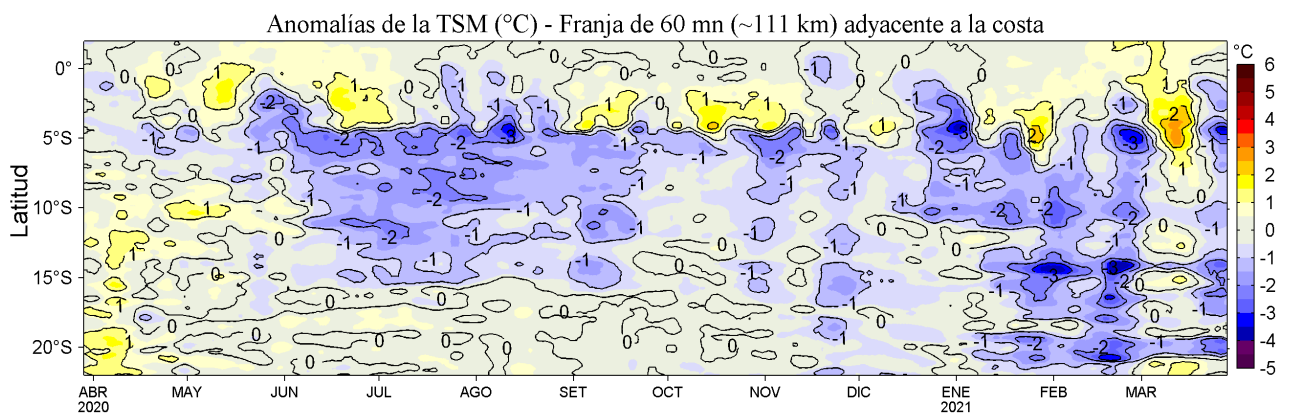 Anomalías de la TSM (°C) - Franja de 60 mn (~111 km) adyacente a la costa
°C
6
5
4
3
2
1
0
-1
-2
-3
-4
-5
Latitud
0°
5°S
10°S
15°S
20°S
ABR MAY JUN JUL AGO SET OCT NOV DIC ENE FEB MAR
2020 2021